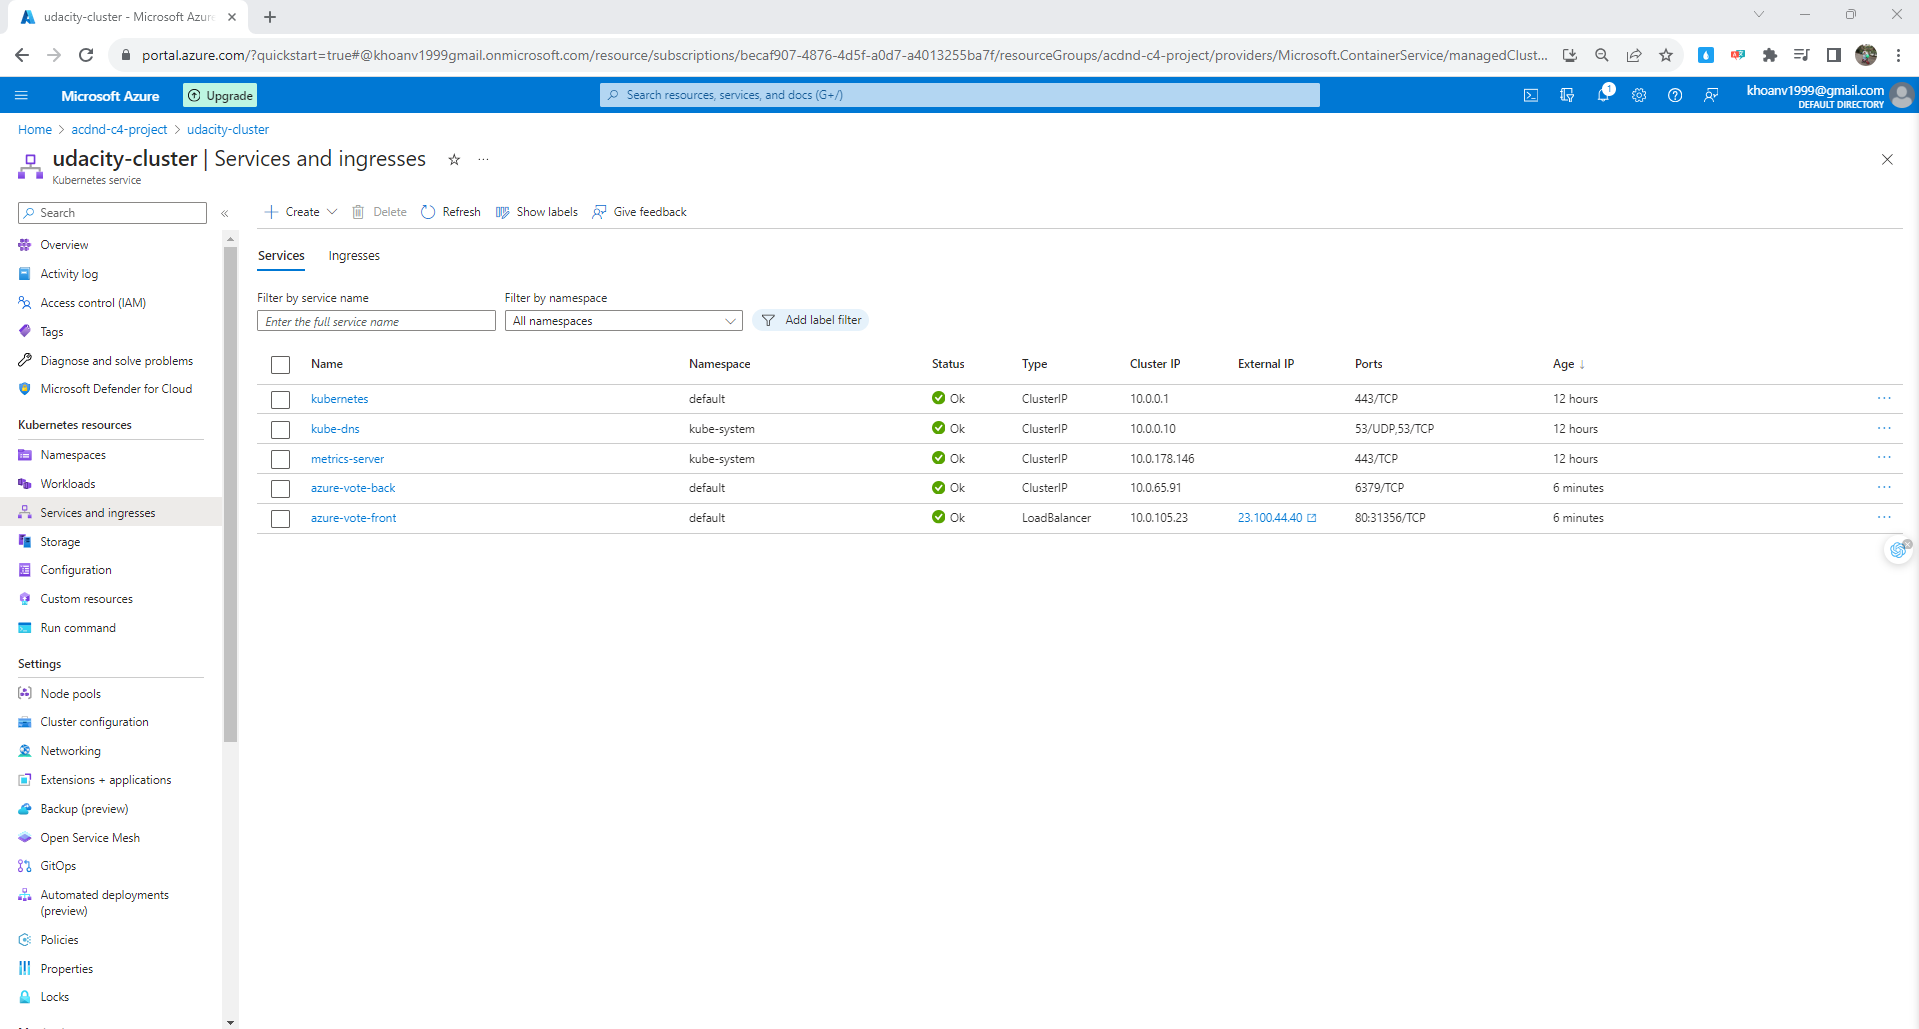 udacity-cluster - Microsoft Azure
portal.azure.com/?quickstart=true#@khoanv1999gmail.onmicrosoft.com/resource/subscriptions/becaf907-4876-4d5f-a0d7-a4013255ba7f/resourceGroups/acdnd-c4-project/providers/Microsoft.ContainerService/managedClust...
Microsoft Azure
Upgrade
Search resources, services, and docs (G+/)
1
khoanv1999@gmail.com
DEFAULT DIRECTORY
Home > acdnd-c4-project > udacity-cluster
udacity-cluster | Services and ingresses
Kubernetes service
Search
Create Delete Refresh Show labels Give feedback
Overview
Activity log
Access control (IAM)
Tags
Diagnose and solve problems
Microsoft Defender for Cloud
Kubernetes resources
Namespaces
Workloads
Services and ingresses
Storage
Configuration
Custom resources
Run command
Settings
Node pools
Cluster configuration
Networking
Extensions + applications
Backup (preview)
Open Service Mesh
GitOps
Automated deployments
(preview)
Policies
Properties
Locks
Services Ingresses
Filter by service name Filter by namespace
Enter the full service name All namespaces Add label filter
Name Namespace Status Type Cluster IP External IP Ports Age ↓
kubernetes default Ok ClusterIP 10.0.0.1 443/TCP 12 hours
kube-dns kube-system Ok ClusterIP 10.0.0.10 53/UDP,53/TCP 12 hours
metrics-server kube-system Ok ClusterIP 10.0.178.146 443/TCP 12 hours
azure-vote-back default Ok ClusterIP 10.0.65.91 6379/TCP 6 minutes
azure-vote-front default Ok LoadBalancer 10.0.105.23 23.100.44.40 80:31356/TCP 6 minutes